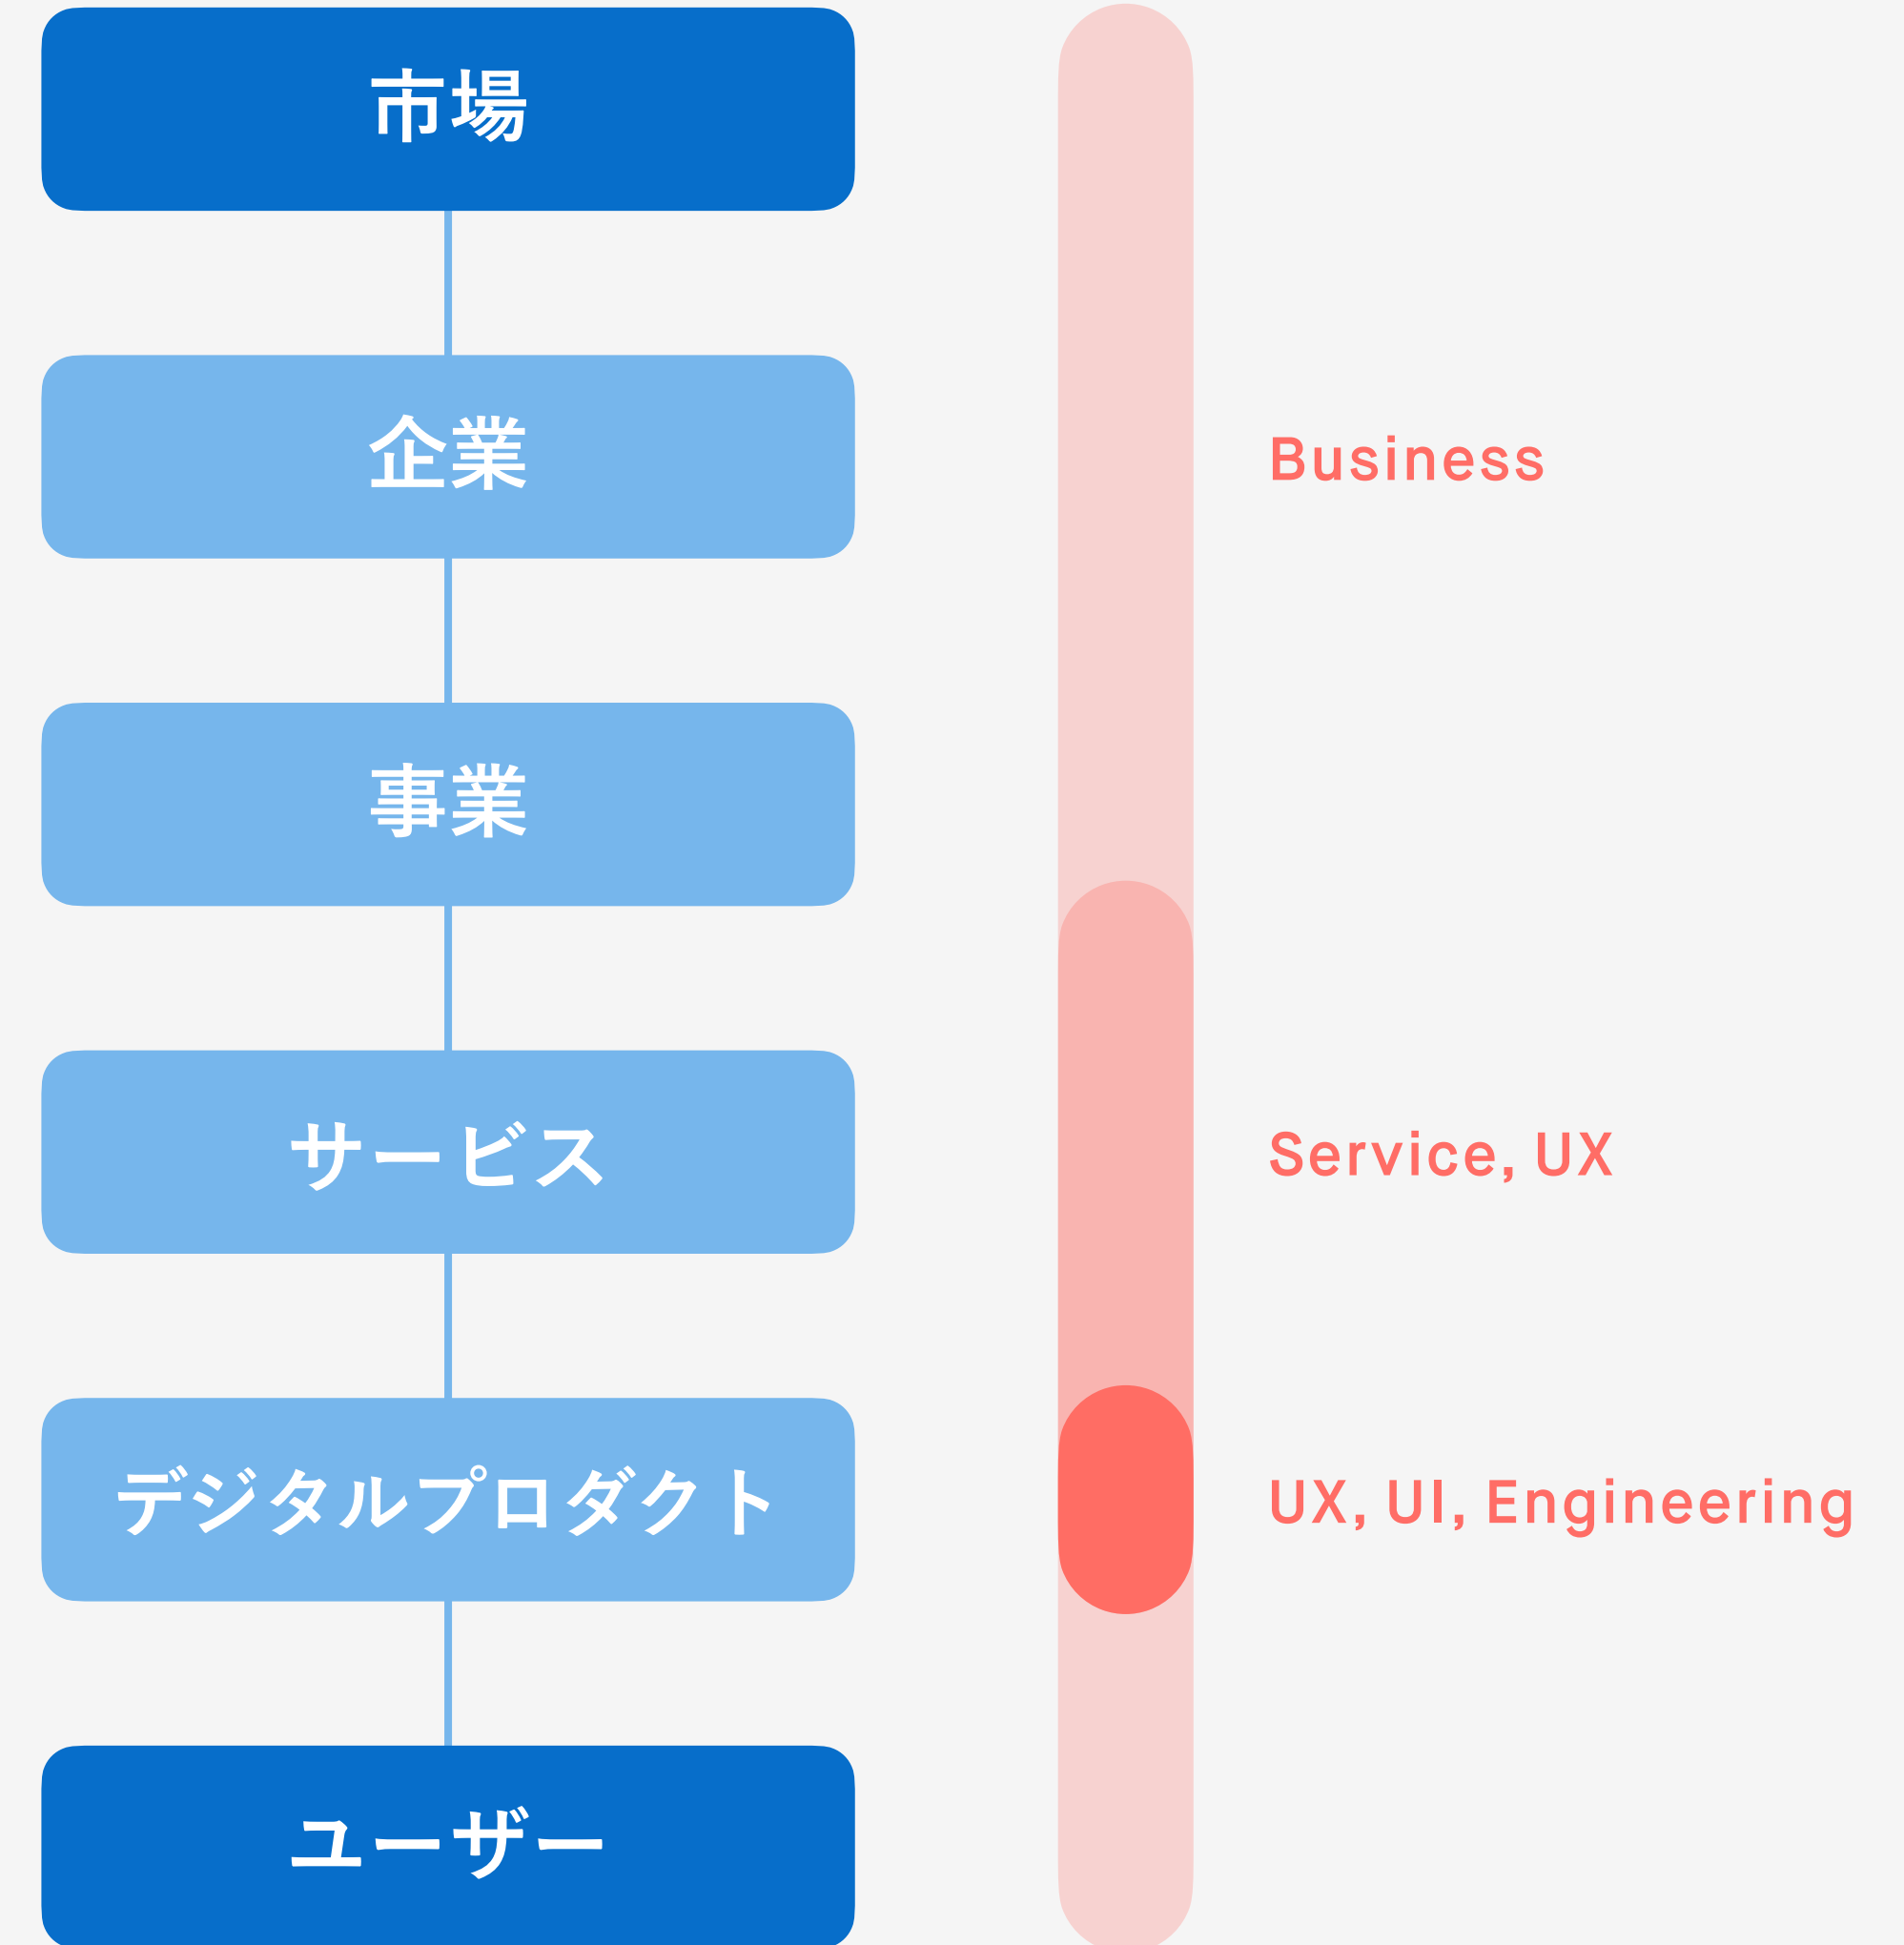 市場
企業
Business
事業
サービス
Service, UX
デジタルプロダクト
UX, UI, Engineering
ユーザー